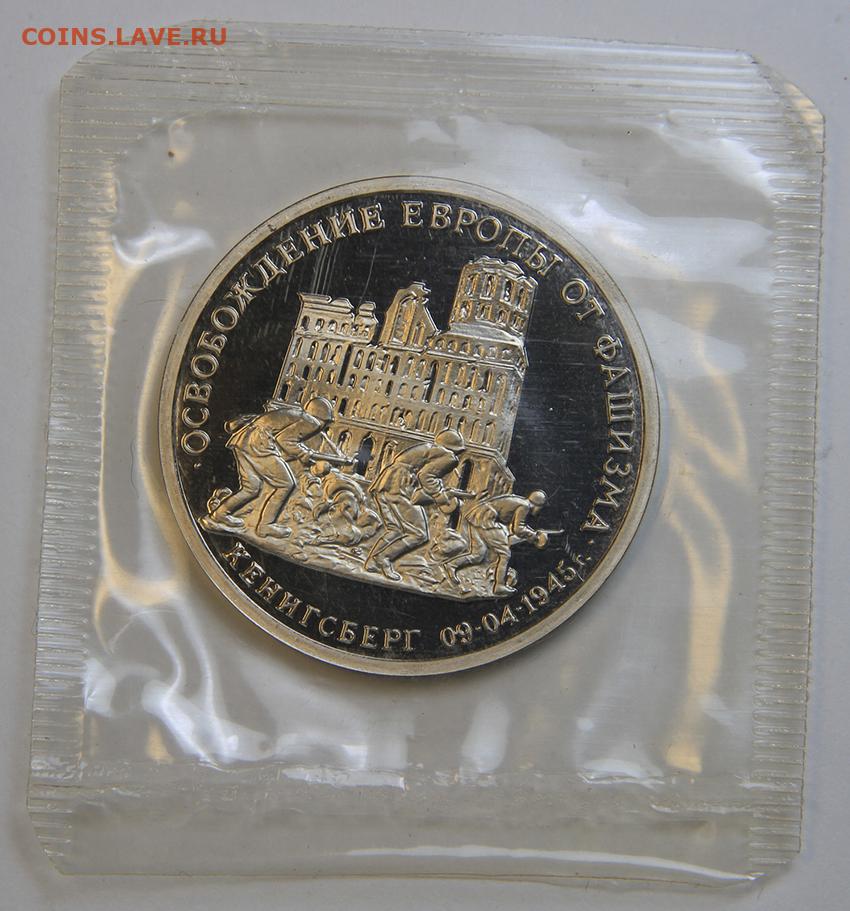 COINS.LAVE.RU
· ОСВОБОЖДЕНИЕ ЕВРОПЫ ОТ ФАШИЗМА ·
КЕНИГСБЕРГ 09·04·1945г.